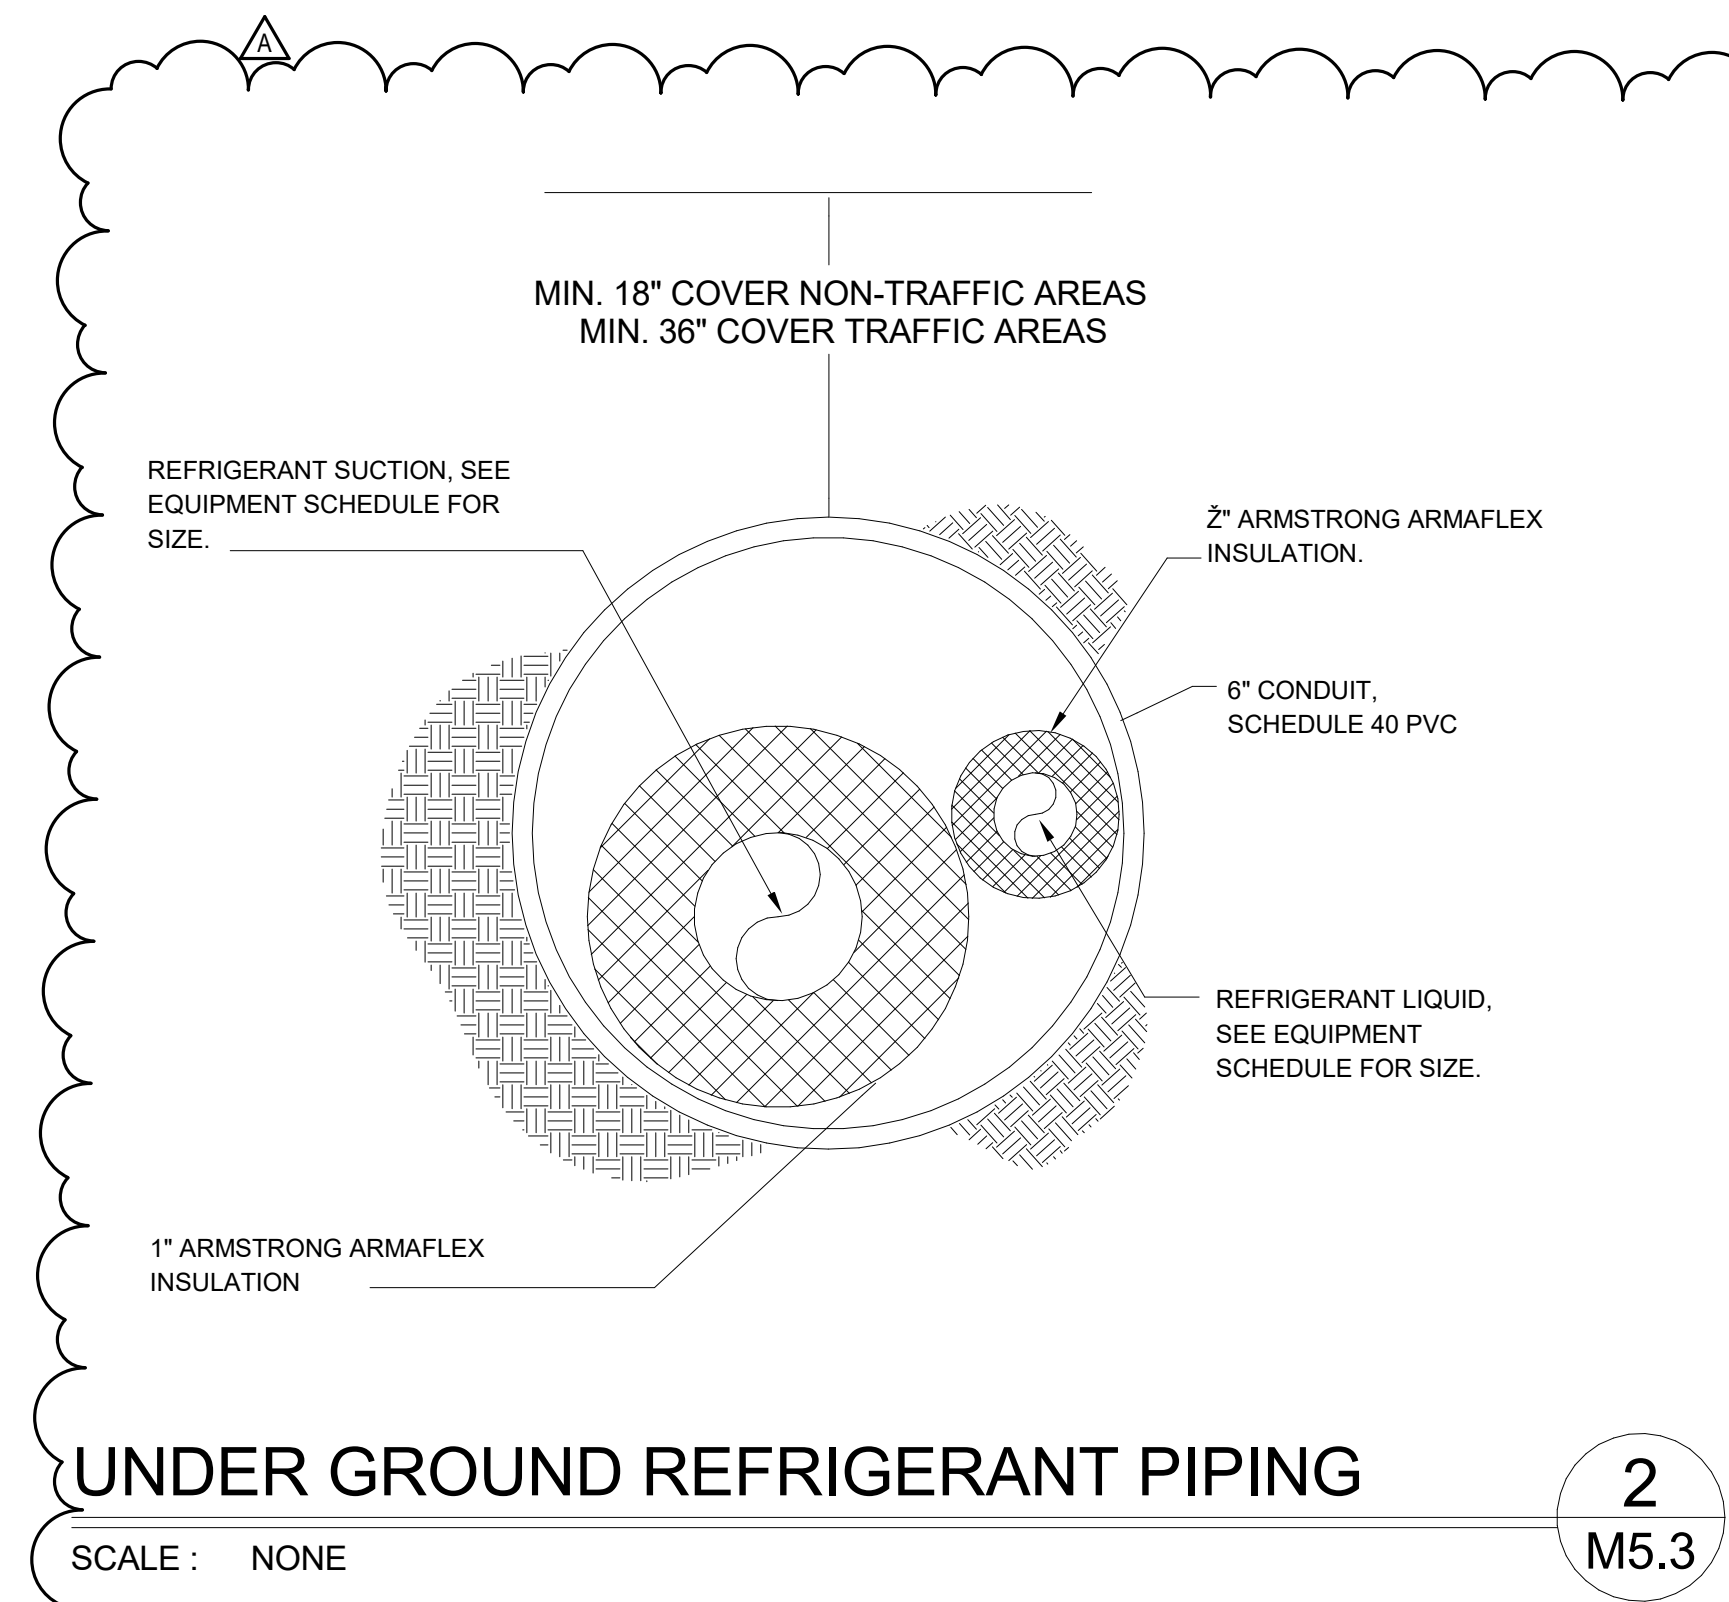 A
MIN. 18" COVER NON-TRAFFIC AREAS
MIN. 36" COVER TRAFFIC AREAS
REFRIGERANT SUCTION, SEE
EQUIPMENT SCHEDULE FOR
SIZE.
Ž" ARMSTRONG ARMAFLEX
INSULATION.
6" CONDUIT,
SCHEDULE 40 PVC
REFRIGERANT LIQUID,
SEE EQUIPMENT
SCHEDULE FOR SIZE.
1" ARMSTRONG ARMAFLEX
INSULATION
UNDER GROUND REFRIGERANT PIPING
SCALE : NONE
2
M5.3